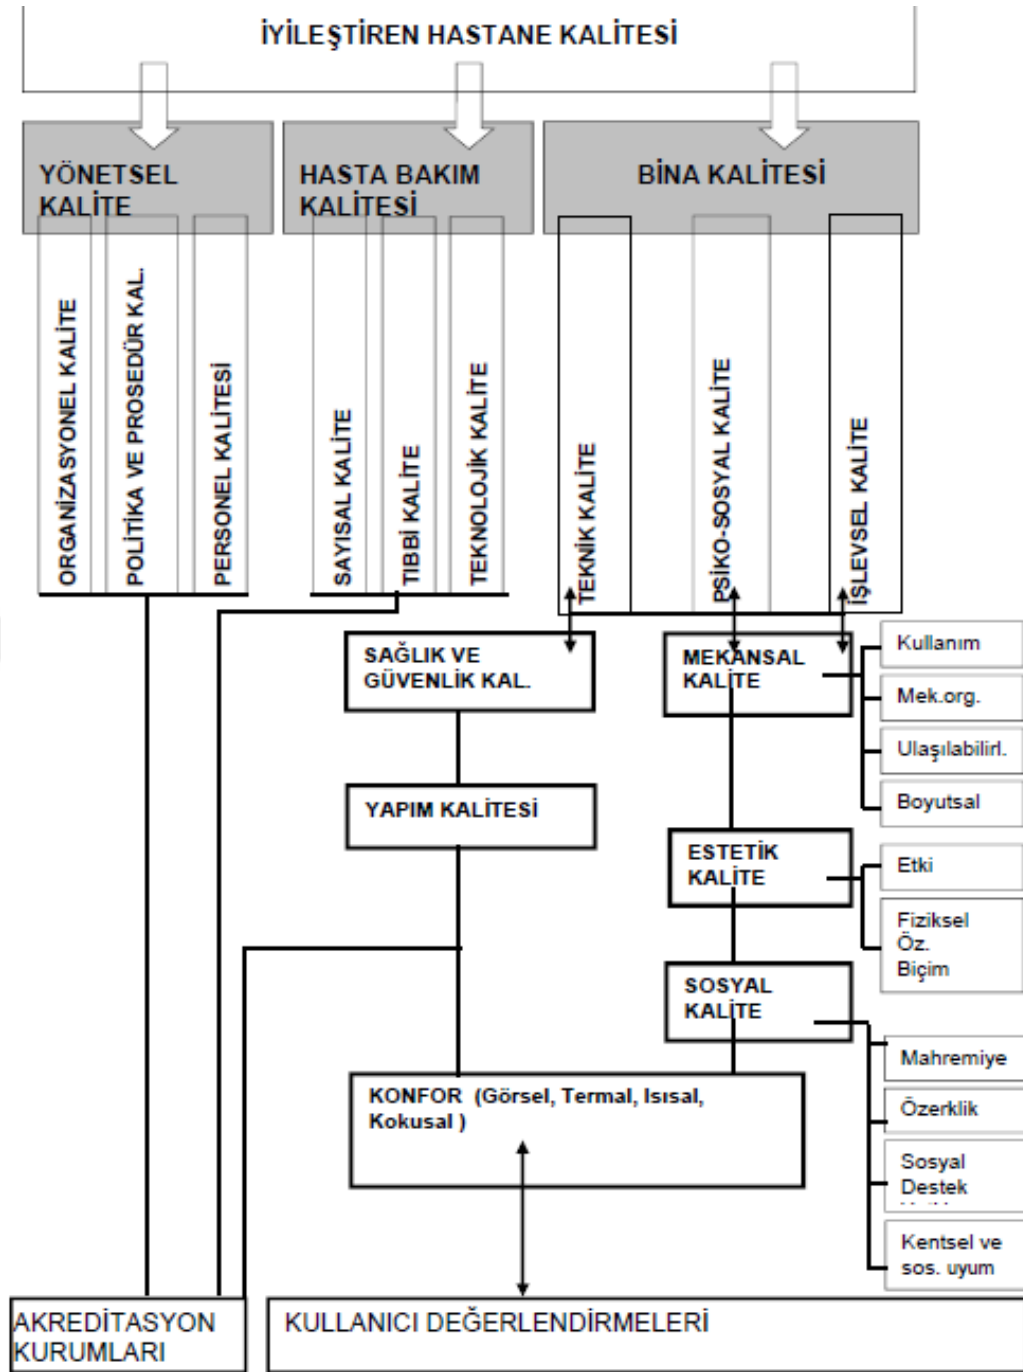 İYİLEŞTİREN HASTANE KALİTESİ
YÖNETSEL
KALİTE
HASTA BAKIM
KALİTESİ
BİNA KALİTESİ
ORGANİZASYONEL KALİTE
POLİTİKA VE PROSEDÜR KAL.
PERSONEL KALİTESİ
SAYISAL KALİTE
TIBBİ KALİTE
TEKNOLOJİK KALİTE
TEKNİK KALİTE
PSİKO-SOSYAL KALİTE
İŞLEVSEL KALİTE
SAĞLIK VE
GÜVENLİK KAL.
MEKANSAL
KALİTE
Kullanım
Mek.org.
Ulaşılabilirl.
Boyutsal
YAPIM KALİTESİ
ESTETİK
KALİTE
Etki
Fiziksel
Öz.
Biçim
SOSYAL
KALİTE
Mahremiye
Özerklik
Sosyal
Destek
Kentsel ve
sos. uyum
KONFOR (Görsel, Termal, Isısal,
Kokusal )
AKREDİTASYON
KURUMLARI
KULLANICI DEĞERLENDİRMELERİ